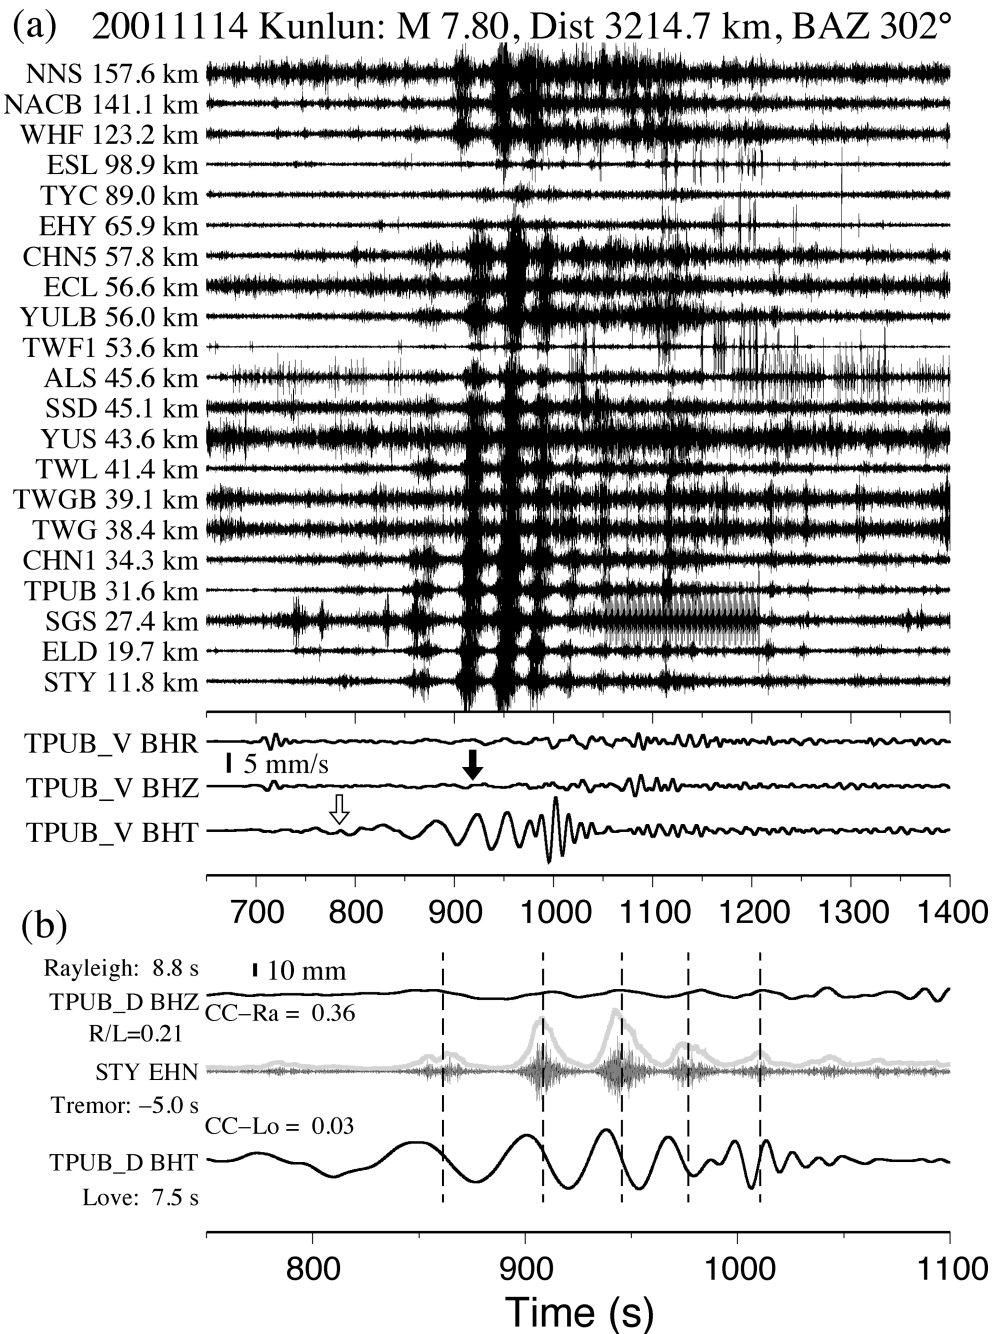 (a) 20011114 Kunlun: M 7.80, Dist 3214.7 km, BAZ 302°
NNS 157.6 km
NACB 141.1 km
WHF 123.2 km
ESL 98.9 km
TYC 89.0 km
EHY 65.9 km
CHN5 57.8 km
ECL 56.6 km
YULB 56.0 km
TWF1 53.6 km
ALS 45.6 km
SSD 45.1 km
YUS 43.6 km
TWL 41.4 km
TWGB 39.1 km
TWG 38.4 km
CHN1 34.3 km
TPUB 31.6 km
SGS 27.4 km
ELD 19.7 km
STY 11.8 km
TPUB_V BHR
5 mm/s
TPUB_V BHZ
TPUB_V BHT
700 800 900 1000 1100 1200 1300 1400
(b)
Rayleigh: 8.8 s
10 mm
TPUB_D BHZ
CC−Ra = 0.36
R/L=0.21
STY EHN
Tremor: −5.0 s
CC−Lo = 0.03
TPUB_D BHT
Love: 7.5 s
800 900 1000 1100
Time (s)